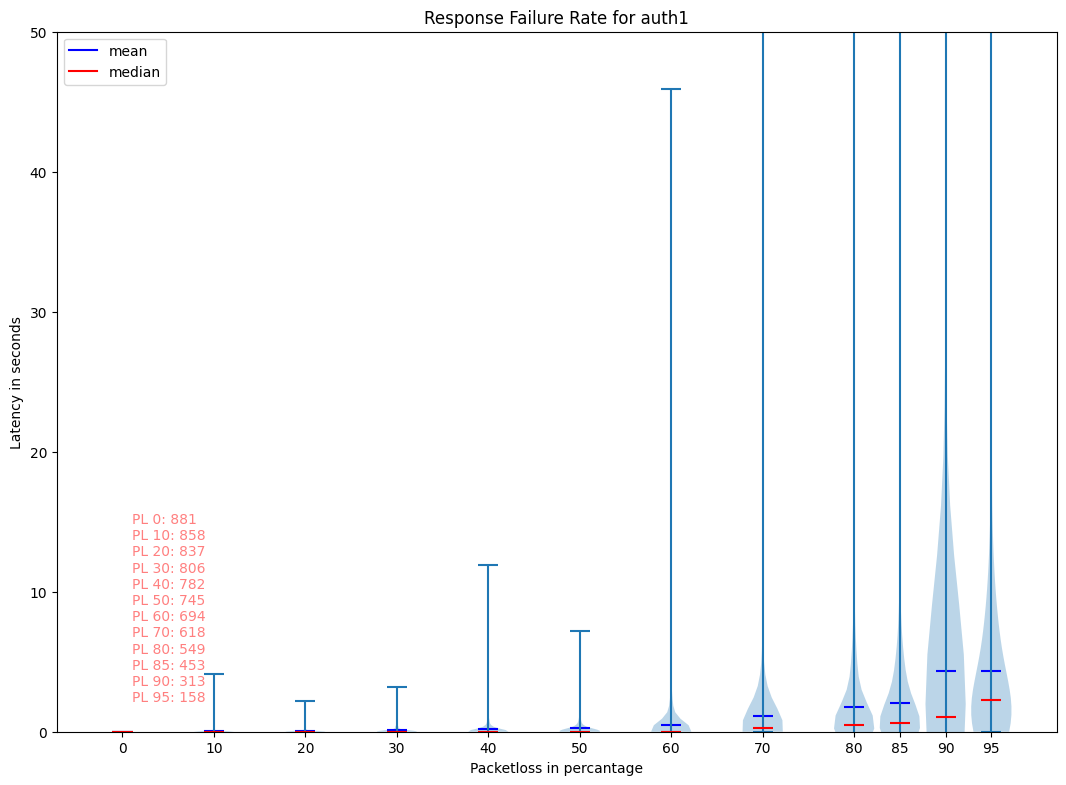 Response Failure Rate for auth1
mean
median
50
40
30
20
10
0
Latency in seconds
PL 0: 881
PL 10: 858
PL 20: 837
PL 30: 806
PL 40: 782
PL 50: 745
PL 60: 694
PL 70: 618
PL 80: 549
PL 85: 453
PL 90: 313
PL 95: 158
0 10 20 30 40 50 60 70 80 85 90 95
Packetloss in percantage